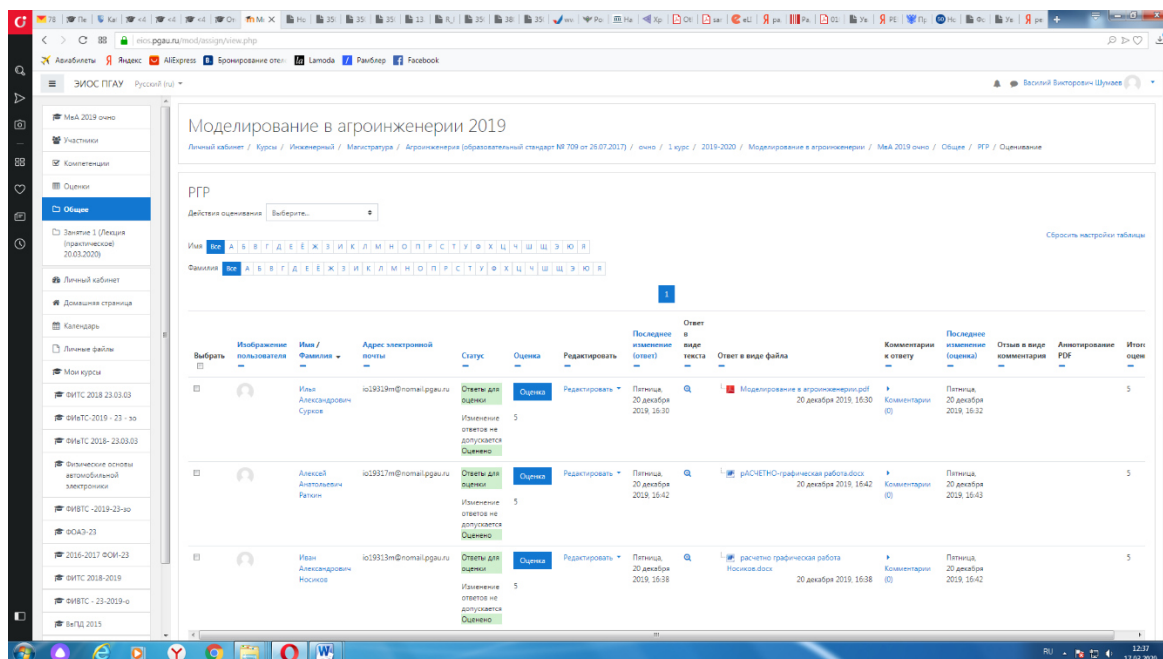 eios.pgau.ru/mod/assign/view.php
Авиабилеты Яндекс AliExpress Бронирование отел Lamoda Рамблер Facebook
ЭИОС ПГАУ Русский (ru)
Василий Викторович Шумаев
МвА 2019 очно
Участники
Компетенции
Оценки
Общее
Занятие 1 (Лекция
(практическое)
20.03.2020)
Личный кабинет
Домашняя страница
Календарь
Личные файлы
Мои курсы
ФИТС 2018 23.03.03
ФИвТС-2019 - 23 - зо
ФИвТС 2018- 23.03.03
Физические основы
автомобильной
электроники
ФИВТС -2019-23-зо
ФОАЭ-23
2016-2017 ФОИ-23
ФИТС 2018-2019
ФИВТС - 23-2019-о
ВвПД 2015
Моделирование в агроинженерии 2019
Личный кабинет / Курсы / Инженерный / Магистратура / Агроинженерия (образовательный стандарт № 709 от 26.07.2017) / очно / 1 курс / 2019-2020 / Моделирование в агроинженерии / МвА 2019 очно / Общее / РГР / Оценивание
РГР
Действия оценивания Выберите...
Сбросить настройки таблицы
Имя Все А Б В Г Д Е Ё Ж З И К Л М Н О П Р С Т У Ф Х Ц Ч Ш Щ Э Ю Я
Фамилия Все А Б В Г Д Е Ё Ж З И К Л М Н О П Р С Т У Ф Х Ц Ч Ш Щ Э Ю Я
1
Выбрать
Изображение
пользователя
Имя /
Фамилия
Адрес электронной
почты
Статус
Оценка
Редактировать
Последнее
изменение
(ответ)
Ответ
в
виде
текста
Ответ в виде файла
Комментарии
к ответу
Последнее
изменение
(оценка)
Отзыв в виде
комментария
Аннотирование
PDF
Итого
оцен
Илья
Александрович
Сурков
io19319m@nomail.pgau.ru
Ответы для
оценки
Изменение
ответов не
допускается
Оценено
Оценка
5
Редактировать
Пятница,
20 декабря
2019, 16:30
Моделирование в агроинженерии.pdf
20 декабря 2019, 16:30
Комментарии
(0)
Пятница,
20 декабря
2019, 16:32
5
Алексей
Анатольевич
Раткин
io19317m@nomail.pgau.ru
Ответы для
оценки
Изменение
ответов не
допускается
Оценено
Оценка
5
Редактировать
Пятница,
20 декабря
2019, 16:42
рАСЧЕТНО-графическая работа.docx
20 декабря 2019, 16:42
Комментарии
(0)
Пятница,
20 декабря
2019, 16:43
5
Иван
Александрович
Носиков
io19313m@nomail.pgau.ru
Ответы для
оценки
Изменение
ответов не
допускается
Оценено
Оценка
5
Редактировать
Пятница,
20 декабря
2019, 16:38
расчетно графическая работа
Носиков.docx
20 декабря 2019, 16:38
Комментарии
(0)
Пятница,
20 декабря
2019, 16:42
5
RU
12:37
17.03.2020